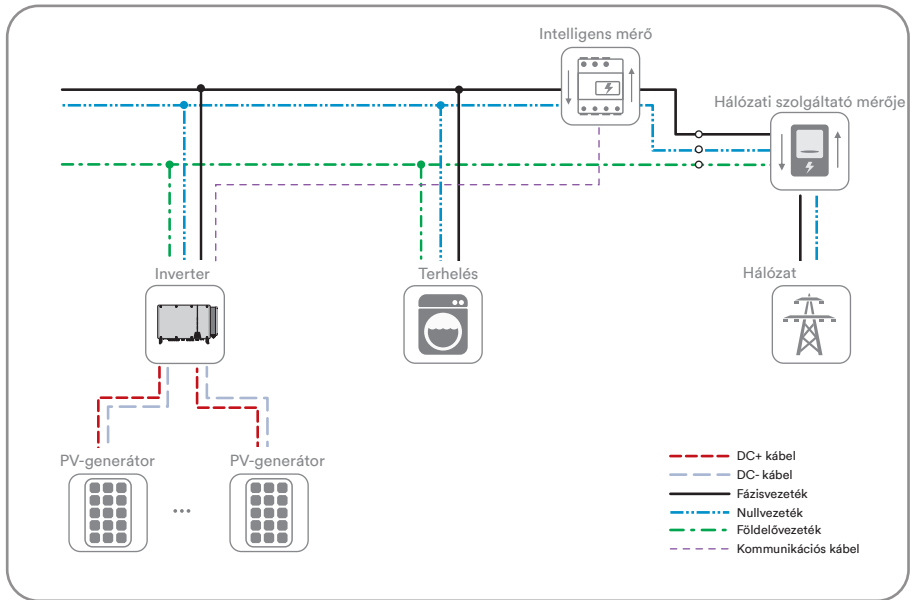 Intelligens mérő
Hálózati szolgáltató mérője
Inverter
Terhelés
Hálózat
PV-generátor
PV-generátor
...
DC+ kábel
DC- kábel
Fázisvezeték
Nullvezeték
Földelővezeték
Kommunikációs kábel